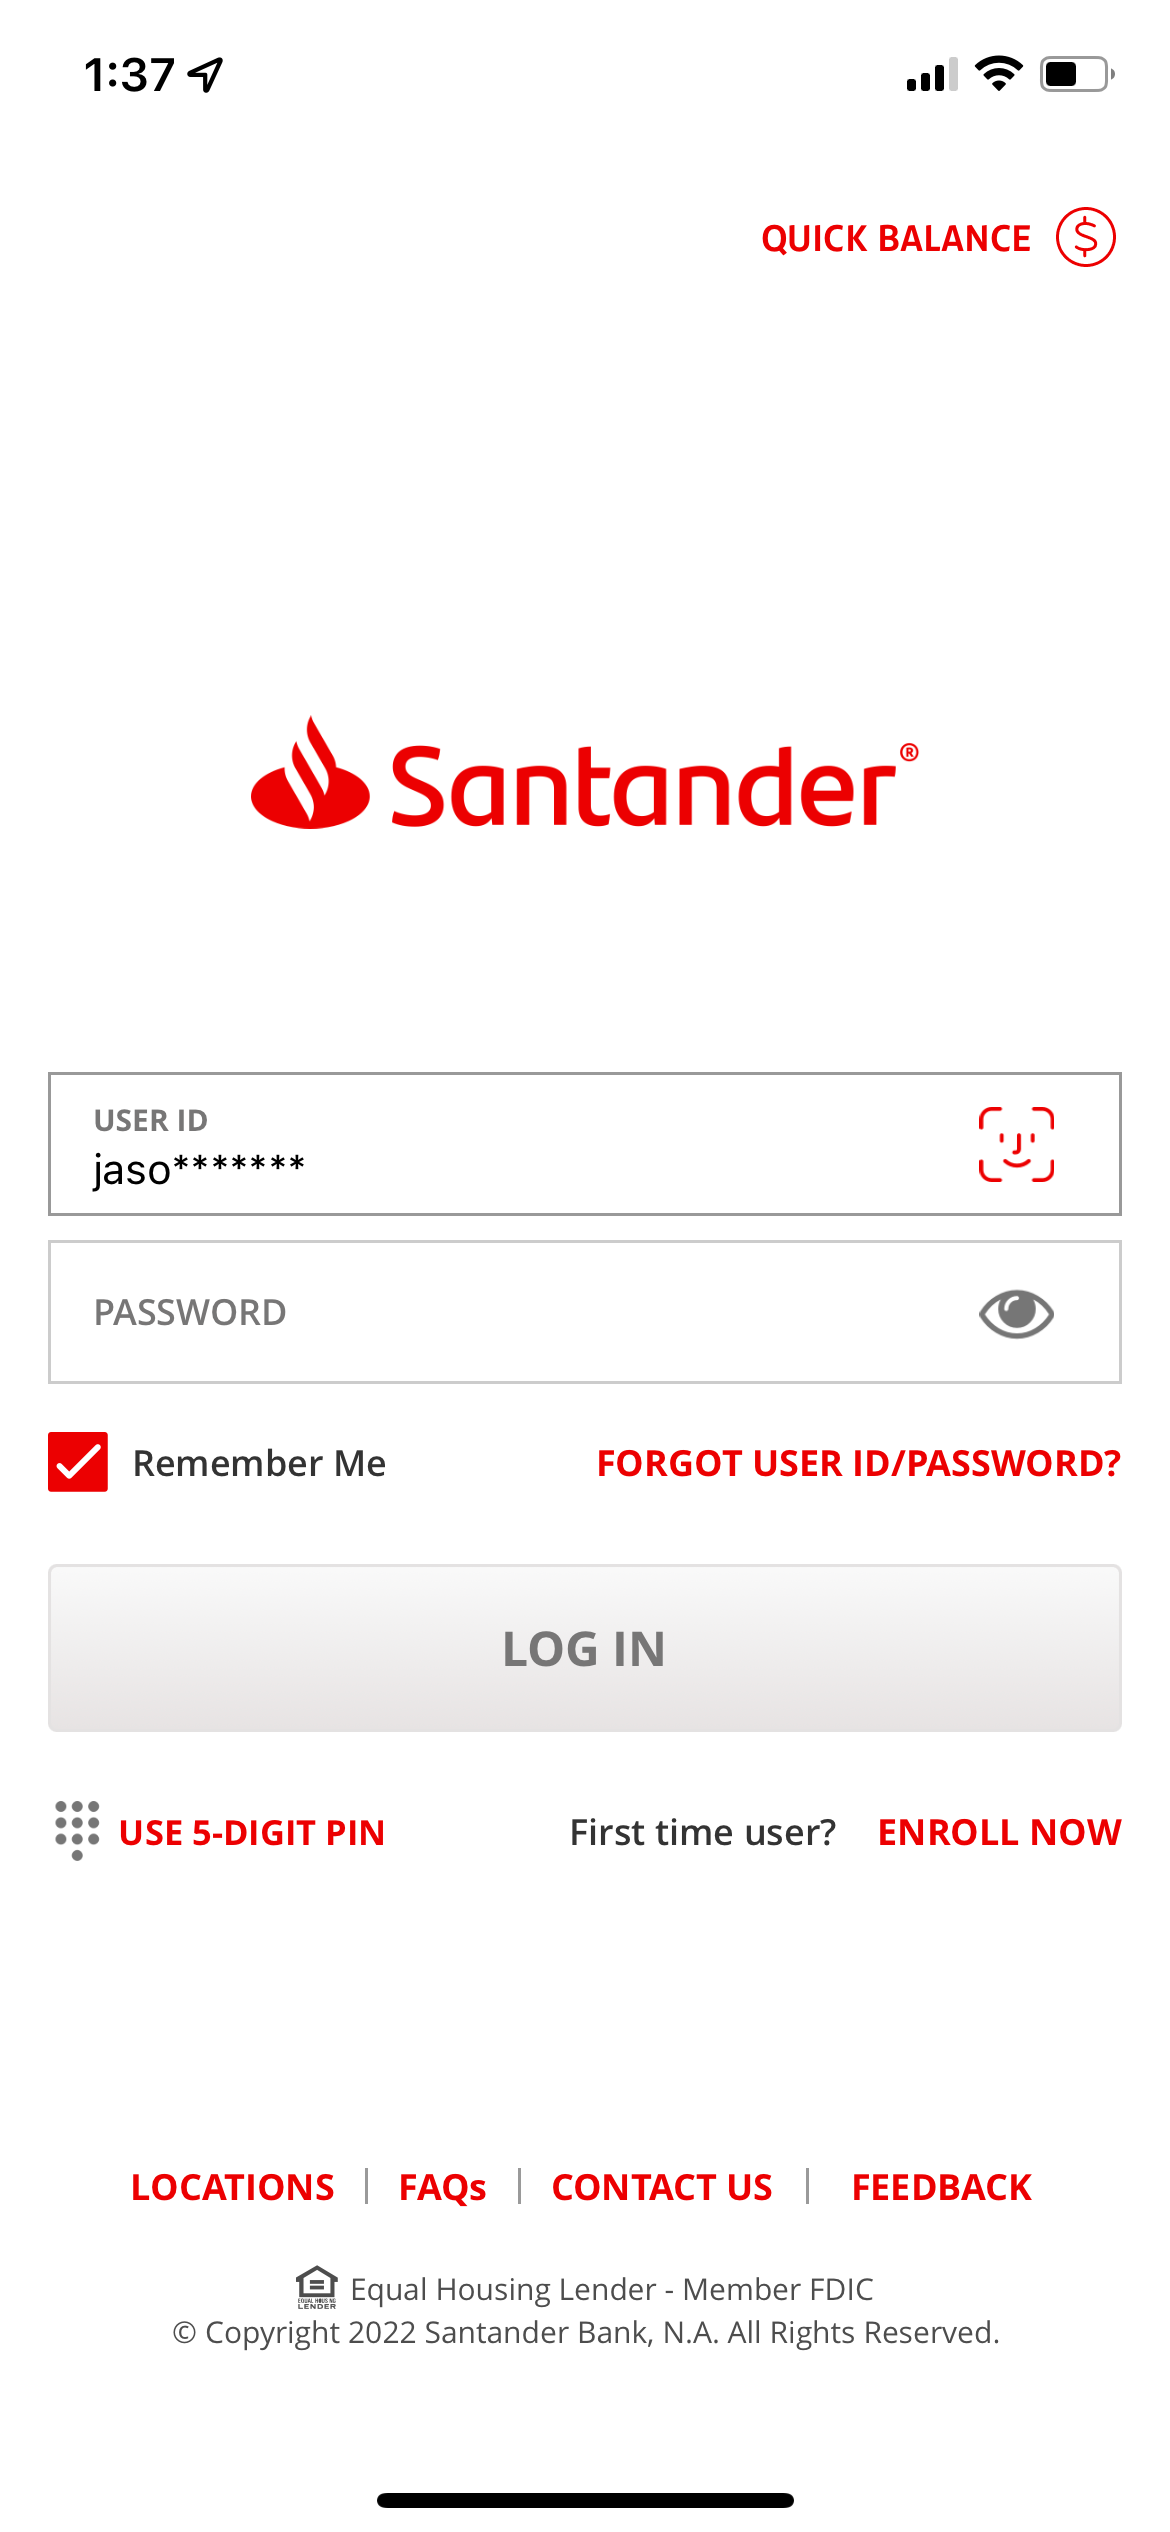 1:37
QUICK BALANCE $
Santander®
USER ID
jaso*******
PASSWORD
Remember Me FORGOT USER ID/PASSWORD?
LOG IN
USE 5-DIGIT PIN First time user? ENROLL NOW
LOCATIONS | FAQs | CONTACT US | FEEDBACK
EQUAL HOUSING
LENDER
Equal Housing Lender - Member FDIC
© Copyright 2022 Santander Bank, N.A. All Rights Reserved.